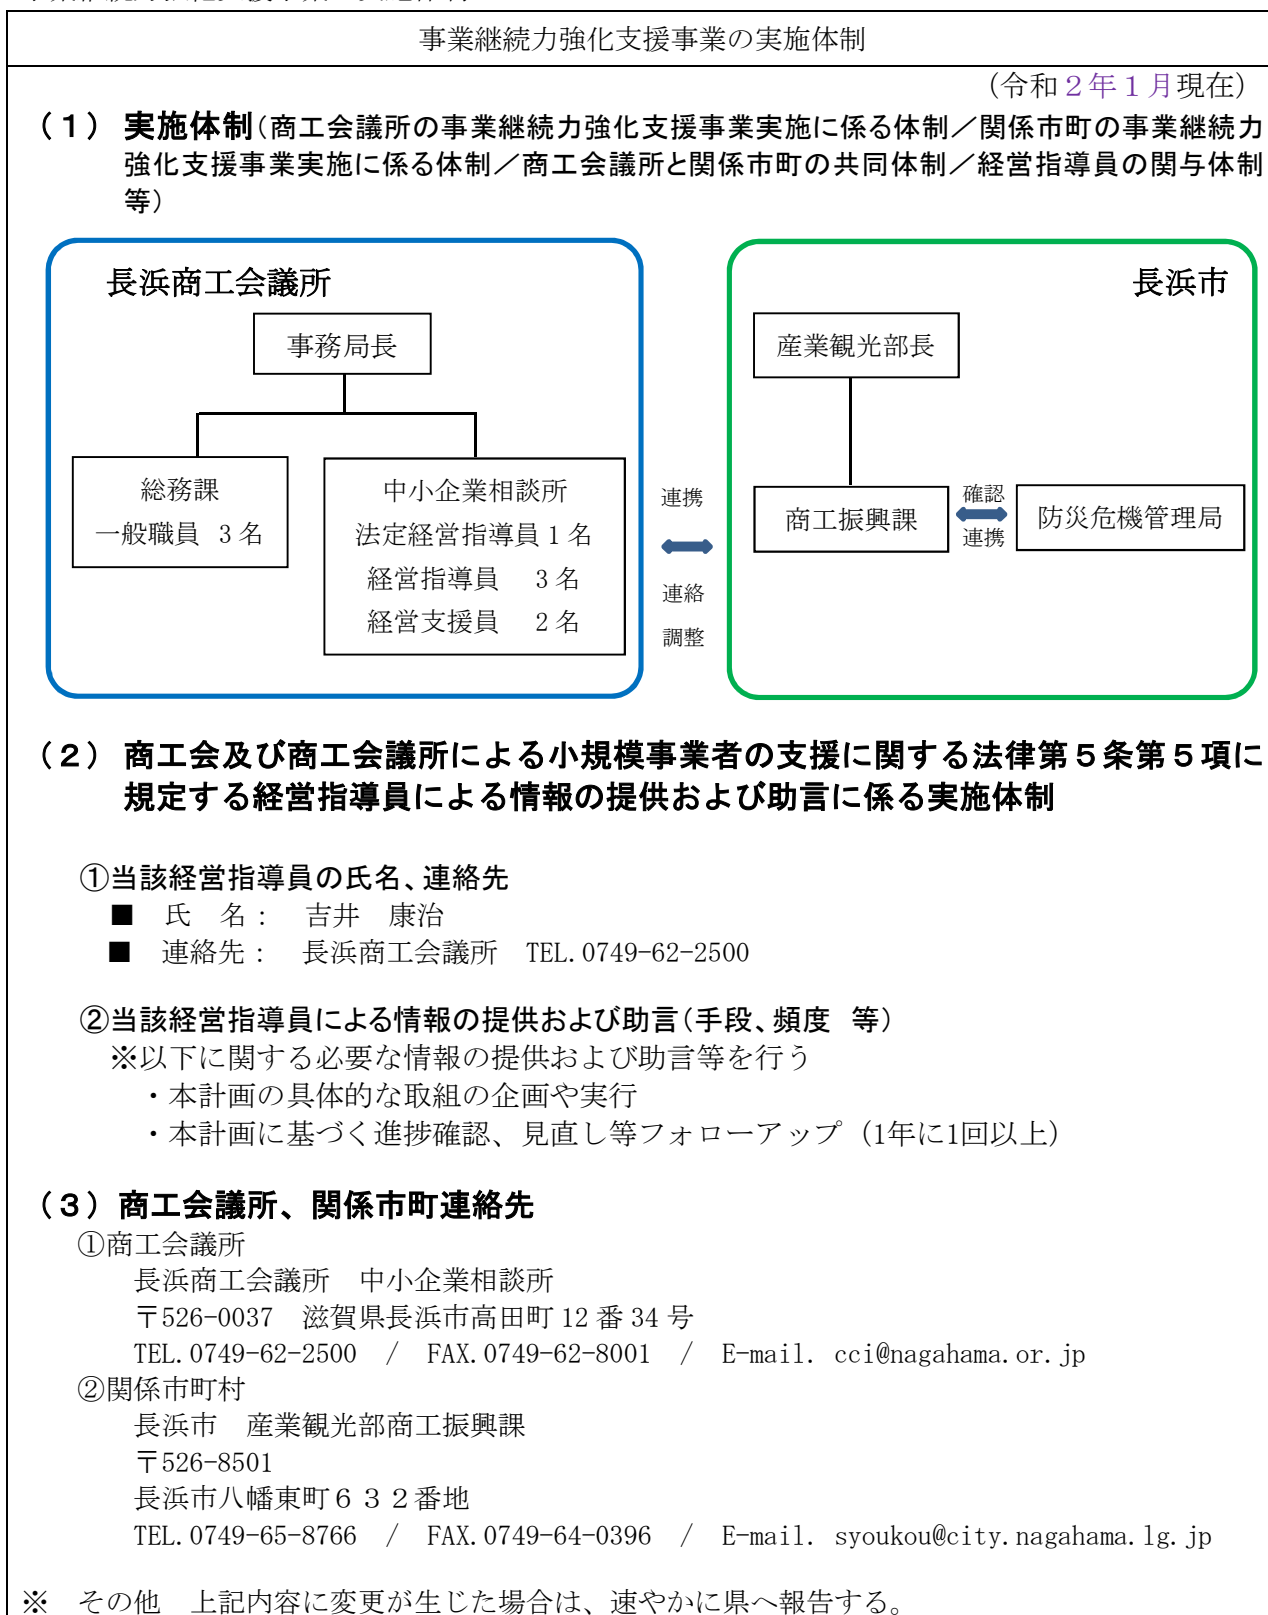 事業継続力強化支援事業の実施体制
（令和２年１月現在）
（１） 実施体制（商工会議所の事業継続力強化支援事業実施に係る体制／関係市町の事業継続力
強化支援事業実施に係る体制／商工会議所と関係市町の共同体制／経営指導員の関与体制
等）
長浜商工会議所
事務局長
総務課
一般職員 3名
中小企業相談所
法定経営指導員1名
経営指導員 3名
経営支援員 2名
連携
連絡
調整
長浜市
産業観光部長
商工振興課
確認
連携
防災危機管理局
（２） 商工会及び商工会議所による小規模事業者の支援に関する法律第５条第５項に
規定する経営指導員による情報の提供および助言に係る実施体制
①当該経営指導員の氏名、連絡先
■ 氏 名： 吉井 康治
■ 連絡先： 長浜商工会議所 TEL.0749-62-2500
②当該経営指導員による情報の提供および助言（手段、頻度 等）
※以下に関する必要な情報の提供および助言等を行う
・本計画の具体的な取組の企画や実行
・本計画に基づく進捗確認、見直し等フォローアップ（1年に1回以上）
（３）商工会議所、関係市町連絡先
①商工会議所
長浜商工会議所 中小企業相談所
〒526-0037 滋賀県長浜市高田町12番34号
TEL.0749-62-2500 / FAX.0749-62-8001 / E-mail. cci@nagahama.or.jp
②関係市町村
長浜市 産業観光部商工振興課
〒526-8501
長浜市八幡東町６３２番地
TEL.0749-65-8766 / FAX.0749-64-0396 / E-mail. syoukou@city.nagahama.lg.jp
※ その他 上記内容に変更が生じた場合は、速やかに県へ報告する。